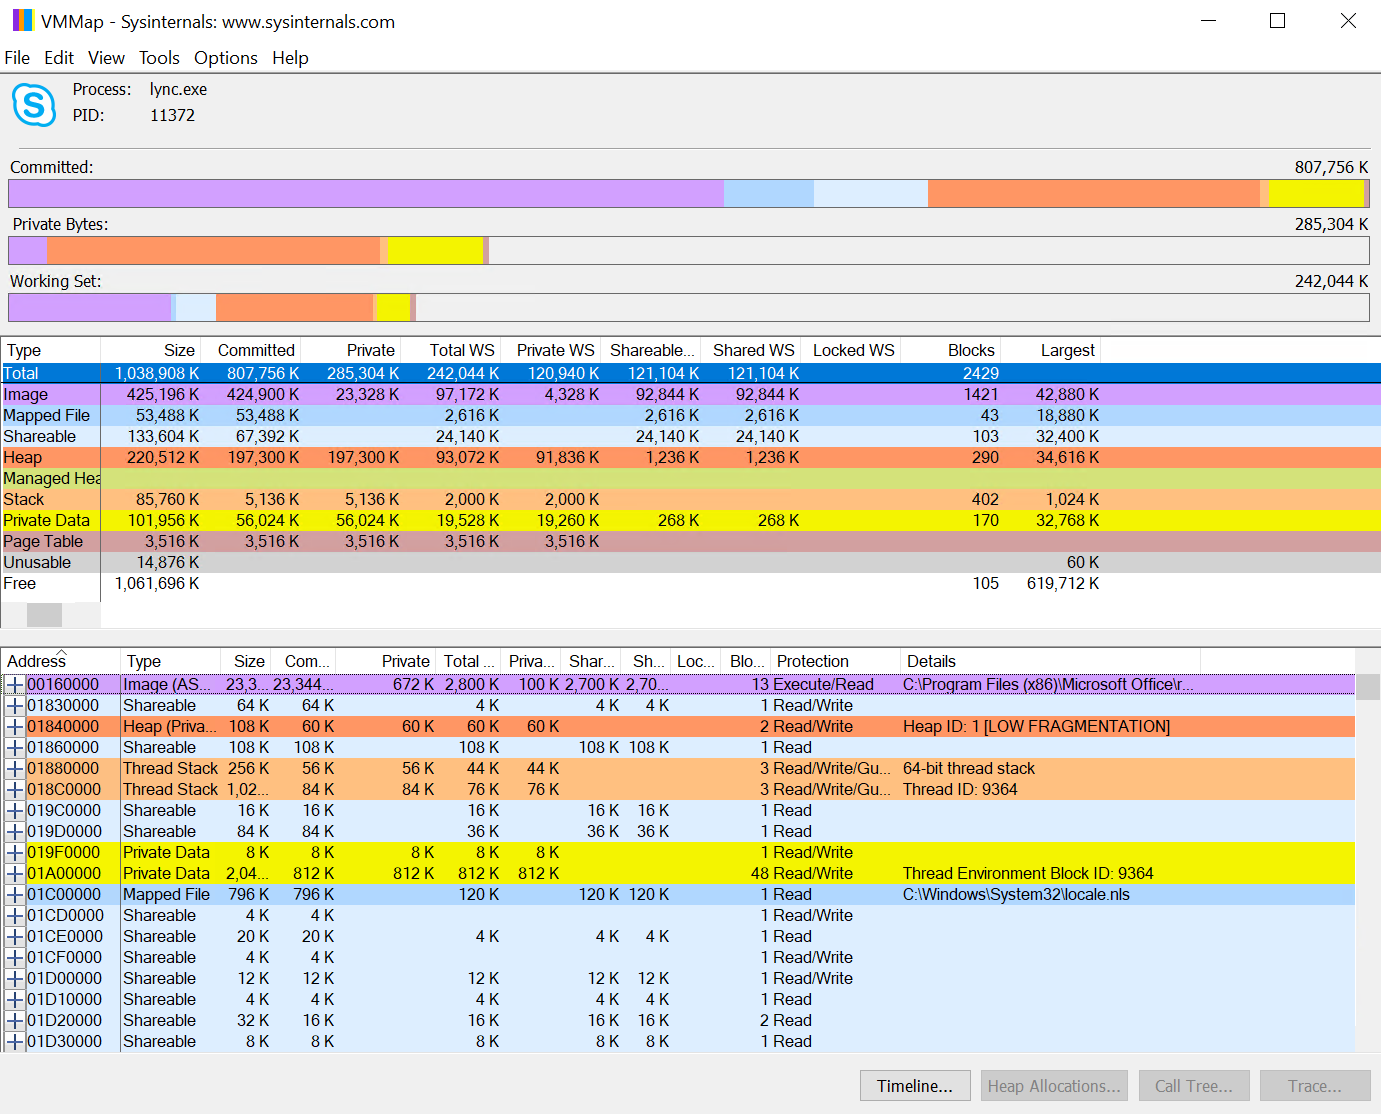 VMMap - Sysinternals: www.sysinternals.com
File Edit View Tools Options Help
Process: lync.exe
PID: 11372
Committed: 807,756 K
Private Bytes: 285,304 K
Working Set: 242,044 K
Type Size Committed Private Total WS Private WS Shareable... Shared WS Locked WS Blocks Largest
Total 1,038,908 K 807,756 K 285,304 K 242,044 K 120,940 K 121,104 K 121,104 K 2429
Image 425,196 K 424,900 K 23,328 K 97,172 K 4,328 K 92,844 K 92,844 K 1421 42,880 K
Mapped File 53,488 K 53,488 K 2,616 K 2,616 K 2,616 K 43 18,880 K
Shareable 133,604 K 67,392 K 24,140 K 24,140 K 24,140 K 103 32,400 K
Heap 220,512 K 197,300 K 197,300 K 93,072 K 91,836 K 1,236 K 1,236 K 290 34,616 K
Managed Hea
Stack 85,760 K 5,136 K 5,136 K 2,000 K 2,000 K 402 1,024 K
Private Data 101,956 K 56,024 K 56,024 K 19,528 K 19,260 K 268 K 268 K 170 32,768 K
Page Table 3,516 K 3,516 K 3,516 K 3,516 K 3,516 K
Unusable 14,876 K 60 K
Free 1,061,696 K 105 619,712 K
Address Type Size Com... Private Total ... Priva... Shar... Sh... Loc... Blo... Protection Details
00160000 Image (AS... 23,3... 23,344... 672 K 2,800 K 100 K 2,700 K 2,70... 13 Execute/Read C:\Program Files (x86)\Microsoft Office\r...
01830000 Shareable 64 K 64 K 4 K 4 K 4 K 1 Read/Write
01840000 Heap (Priva... 108 K 60 K 60 K 60 K 60 K 2 Read/Write Heap ID: 1 [LOW FRAGMENTATION]
01860000 Shareable 108 K 108 K 108 K 108 K 108 K 1 Read
01880000 Thread Stack 256 K 56 K 56 K 44 K 44 K 3 Read/Write/Gu... 64-bit thread stack
018C0000 Thread Stack 1,02... 84 K 84 K 76 K 76 K 3 Read/Write/Gu... Thread ID: 9364
019C0000 Shareable 16 K 16 K 16 K 16 K 16 K 1 Read
019D0000 Shareable 84 K 84 K 36 K 36 K 36 K 1 Read
019F0000 Private Data 8 K 8 K 8 K 8 K 8 K 1 Read/Write
01A00000 Private Data 2,04... 812 K 812 K 812 K 812 K 48 Read/Write Thread Environment Block ID: 9364
01C00000 Mapped File 796 K 796 K 120 K 120 K 120 K 1 Read C:\Windows\System32\locale.nls
01CD0000 Shareable 4 K 4 K 1 Read/Write
01CE0000 Shareable 20 K 20 K 4 K 4 K 4 K 1 Read
01CF0000 Shareable 4 K 4 K 1 Read/Write
01D00000 Shareable 12 K 12 K 12 K 12 K 12 K 1 Read/Write
01D10000 Shareable 4 K 4 K 4 K 4 K 4 K 1 Read
01D20000 Shareable 32 K 16 K 16 K 16 K 16 K 2 Read
01D30000 Shareable 8 K 8 K 8 K 8 K 8 K 1 Read
Timeline... Heap Allocations... Call Tree... Trace...